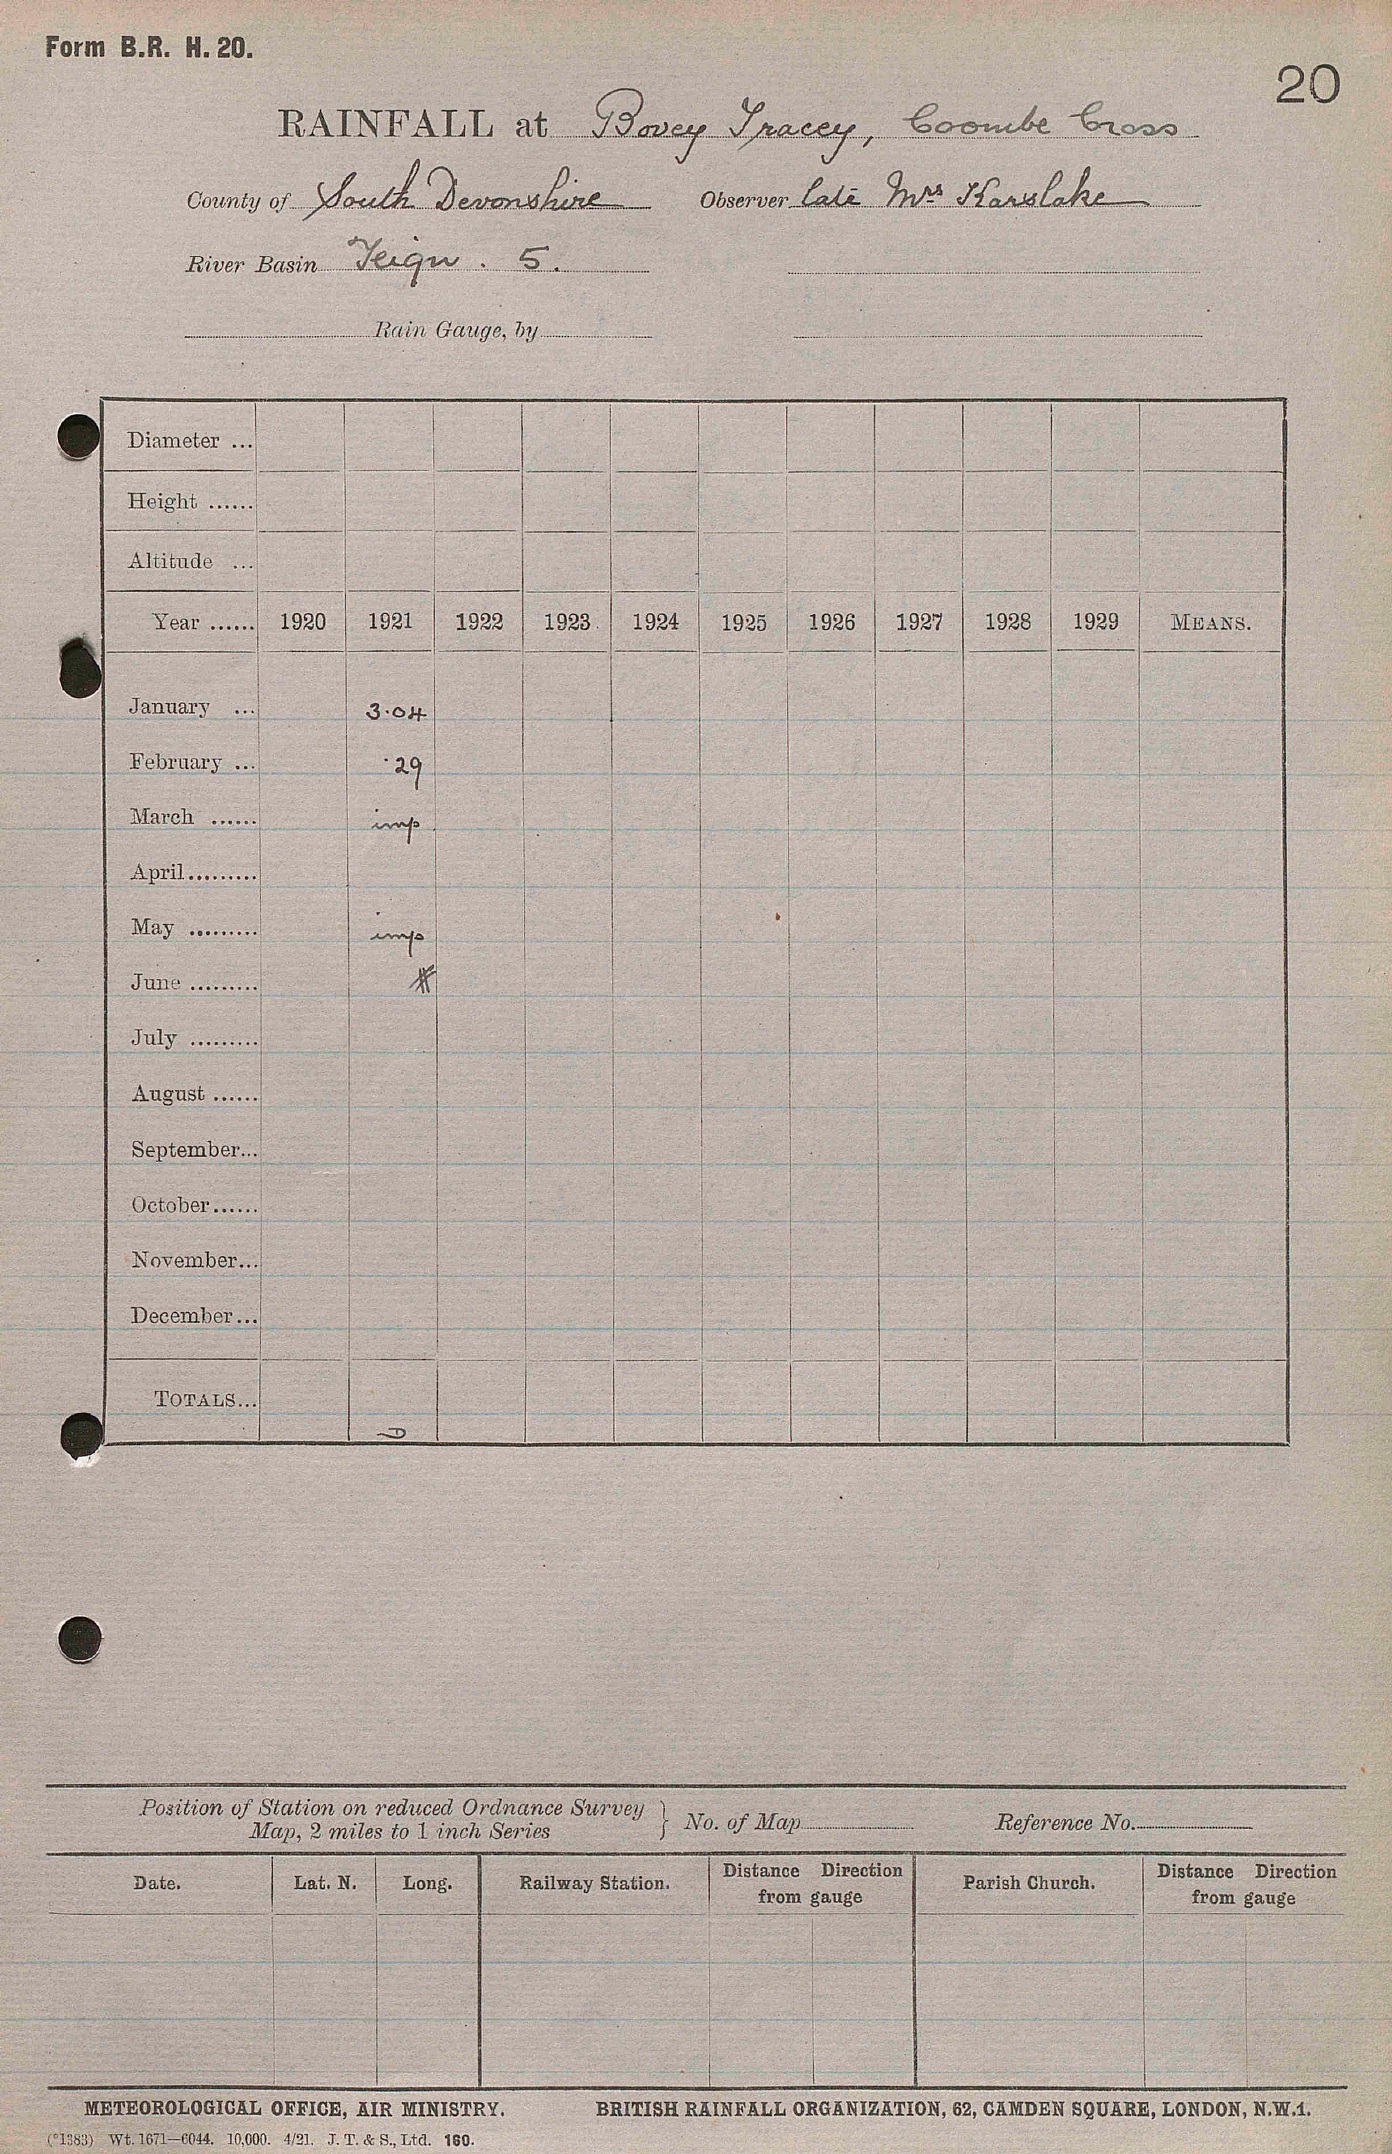 Form B.R. H. 20.
20
RAINFALL at Bovey Tracey, Coombe Cross
County of South Devonshire Observer late Mrs Karslake
River Basin Teign . 5.
Rain Gauge, by
Diameter ...
Height ......
Altitude ...
Year ...... 1920 1921 1922 1923 1924 1925 1926 1927 1928 1929 MEANS.
January ... 3.04
February ... .29
March ...... imp
April.........
May ......... imp
June ......... #
July .........
August ......
September...
October......
November...
December...
TOTALS...
Position of Station on reduced Ordnance Survey
Map, 2 miles to 1 inch Series } No. of Map Reference No.
Date. Lat. N. Long. Railway Station. Distance Direction from gauge Parish Church. Distance Direction from gauge
METEOROLOGICAL OFFICE, AIR MINISTRY. BRITISH RAINFALL ORGANIZATION, 62, CAMDEN SQUARE, LONDON, N.W.1.
(*1383) Wt. 1671—6044. 10,000. 4/21. J. T. & S., Ltd. 160.